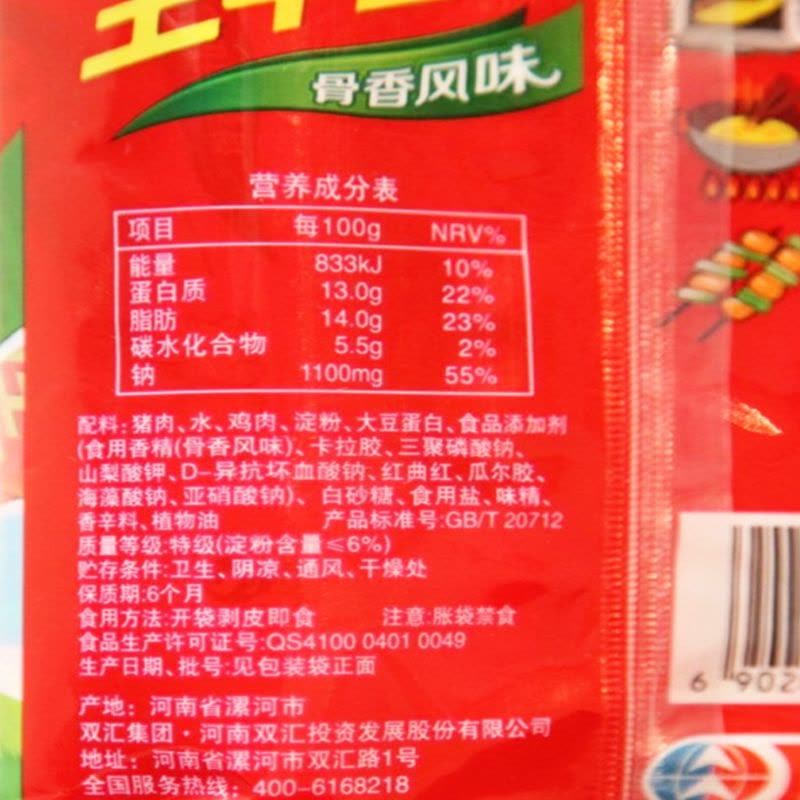 骨香风味
营养成分表
项目 每100g NRV%
能量 833kJ 10%
蛋白质 13.0g 22%
脂肪 14.0g 23%
碳水化合物 5.5g 2%
钠 1100mg 55%
配料:猪肉、水、鸡肉、淀粉、大豆蛋白、食品添加剂
(食用香精(骨香风味)、卡拉胶、三聚磷酸钠、
山梨酸钾、D-异抗坏血酸钠、红曲红、瓜尔胶、
海藻酸钠、亚硝酸钠)、白砂糖、食用盐、味精、
香辛料、植物油 产品标准号:GB/T 20712
质量等级:特级(淀粉含量≤6%)
贮存条件:卫生、阴凉、通风、干燥处
保质期:6个月
食用方法:开袋剥皮即食 注意:胀袋禁食
食品生产许可证号:QS4100 0401 0049
生产日期、批号:见包装袋正面
产地：河南省漯河市
双汇集团·河南双汇投资发展股份有限公司
地址：河南省漯河市双汇路1号
全国服务热线：400-6168218
6 902